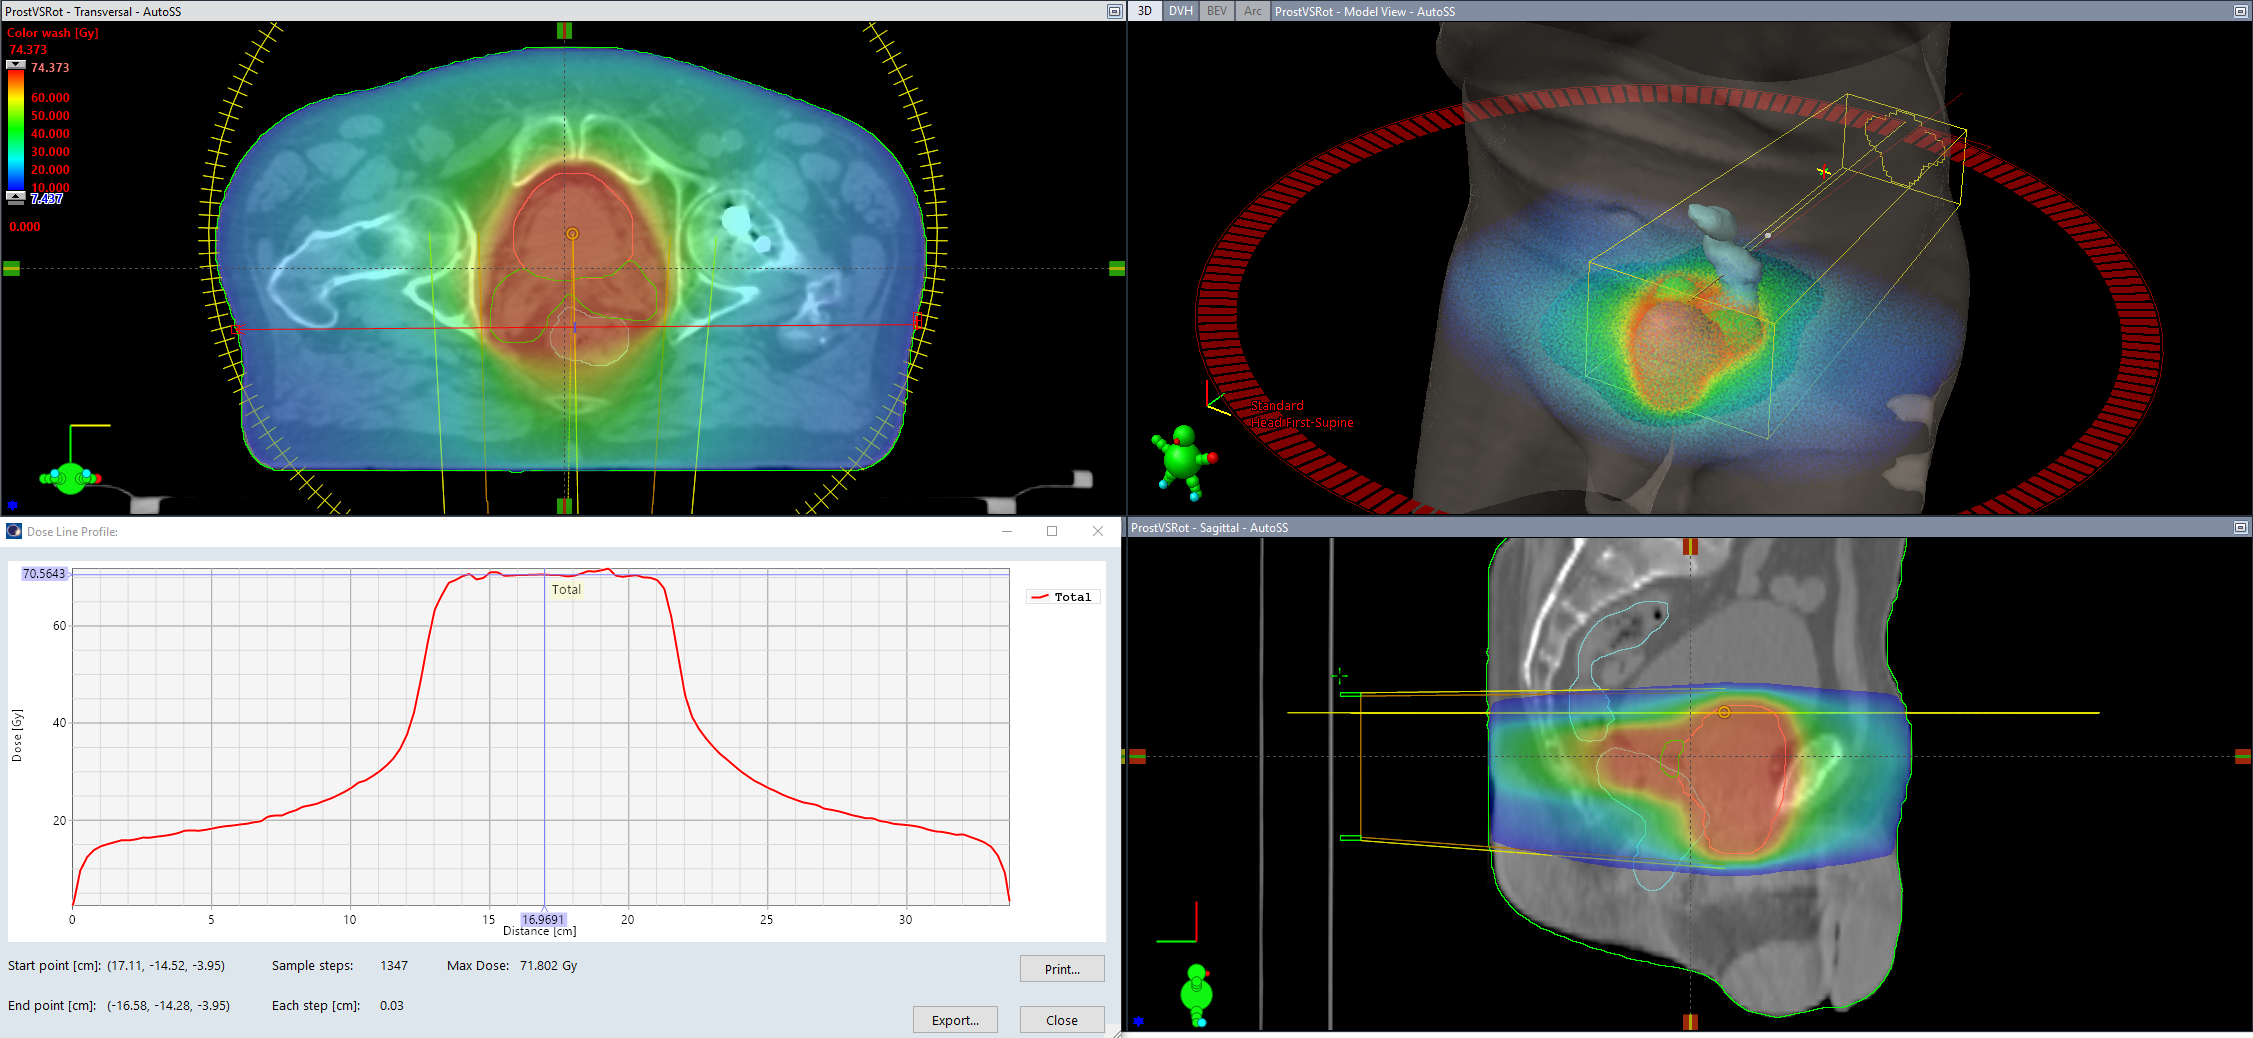 ProstVSRot - Transversal - AutoSS
Color wash [Gy]
74.373
74.373
60.000
50.000
40.000
30.000
20.000
10.000
7.437
0.000
3D DVH BEV Arc ProstVSRot - Model View - AutoSS
Standard
Head First-Supine
Dose Line Profile:
70.5643
Total
Total
60
40
20
Dose [Gy]
0 5 10 15 16.9691 20 25 30
Distance [cm]
Start point [cm]: (17.11, -14.52, -3.95) Sample steps: 1347 Max Dose: 71.802 Gy
Print...
End point [cm]: (-16.58, -14.28, -3.95) Each step [cm]: 0.03
Export... Close
ProstVSRot - Sagittal - AutoSS